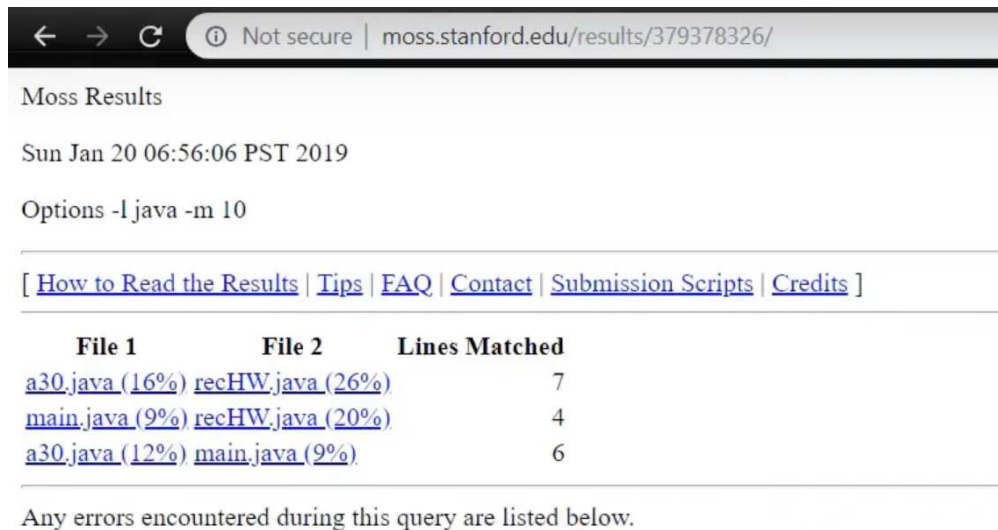 Not secure | moss.stanford.edu/results/379378326/
Moss Results
Sun Jan 20 06:56:06 PST 2019
Options -l java -m 10
[ How to Read the Results | Tips | FAQ | Contact | Submission Scripts | Credits ]
File 1 File 2 Lines Matched
a30.java (16%) recHW.java (26%) 7
main.java (9%) recHW.java (20%) 4
a30.java (12%) main.java (9%) 6
Any errors encountered during this query are listed below.